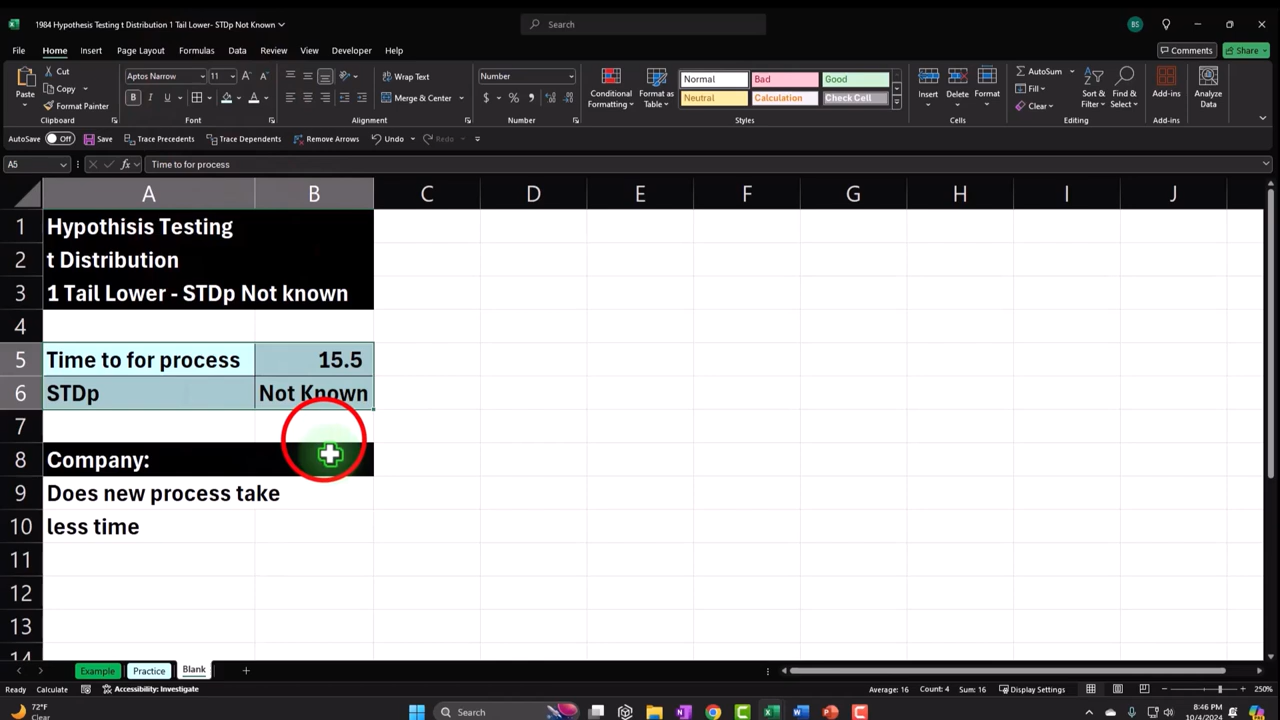 1984 Hypothesis Testing t Distribution 1 Tail Lower- STDp Not Known
Search
BS
File Home Insert Page Layout Formulas Data Review View Developer Help
Comments Share
Paste
Cut
Copy
Format Painter
Clipboard
Aptos Narrow 11
B I U
Font
Wrap Text
Merge & Center
Alignment
Number
Number
Conditional Formatting
Format as Table
Normal Bad Good
Neutral Calculation Check Cell
Styles
Insert Delete Format
Cells
AutoSum
Fill
Clear
Sort & Filter
Find & Select
Editing
Add-ins
Add-ins
Analyze Data
AutoSave Off Save Trace Precedents Trace Dependents Remove Arrows Undo Redo
A5 fx Time to for process
A B C D E F G H I J
1 Hypothisis Testing
2 t Distribution
3 1 Tail Lower - STDp Not known
4
5 Time to for process 15.5
6 STDp Not Known
7
8 Company:
9 Does new process take
10 less time
11
12
13
14
Example Practice Blank
Ready Calculate Accessibility: Investigate Average: 16 Count: 4 Sum: 16 Display Settings 250%
72°F
Clear
Search
8:46 PM
10/4/2024